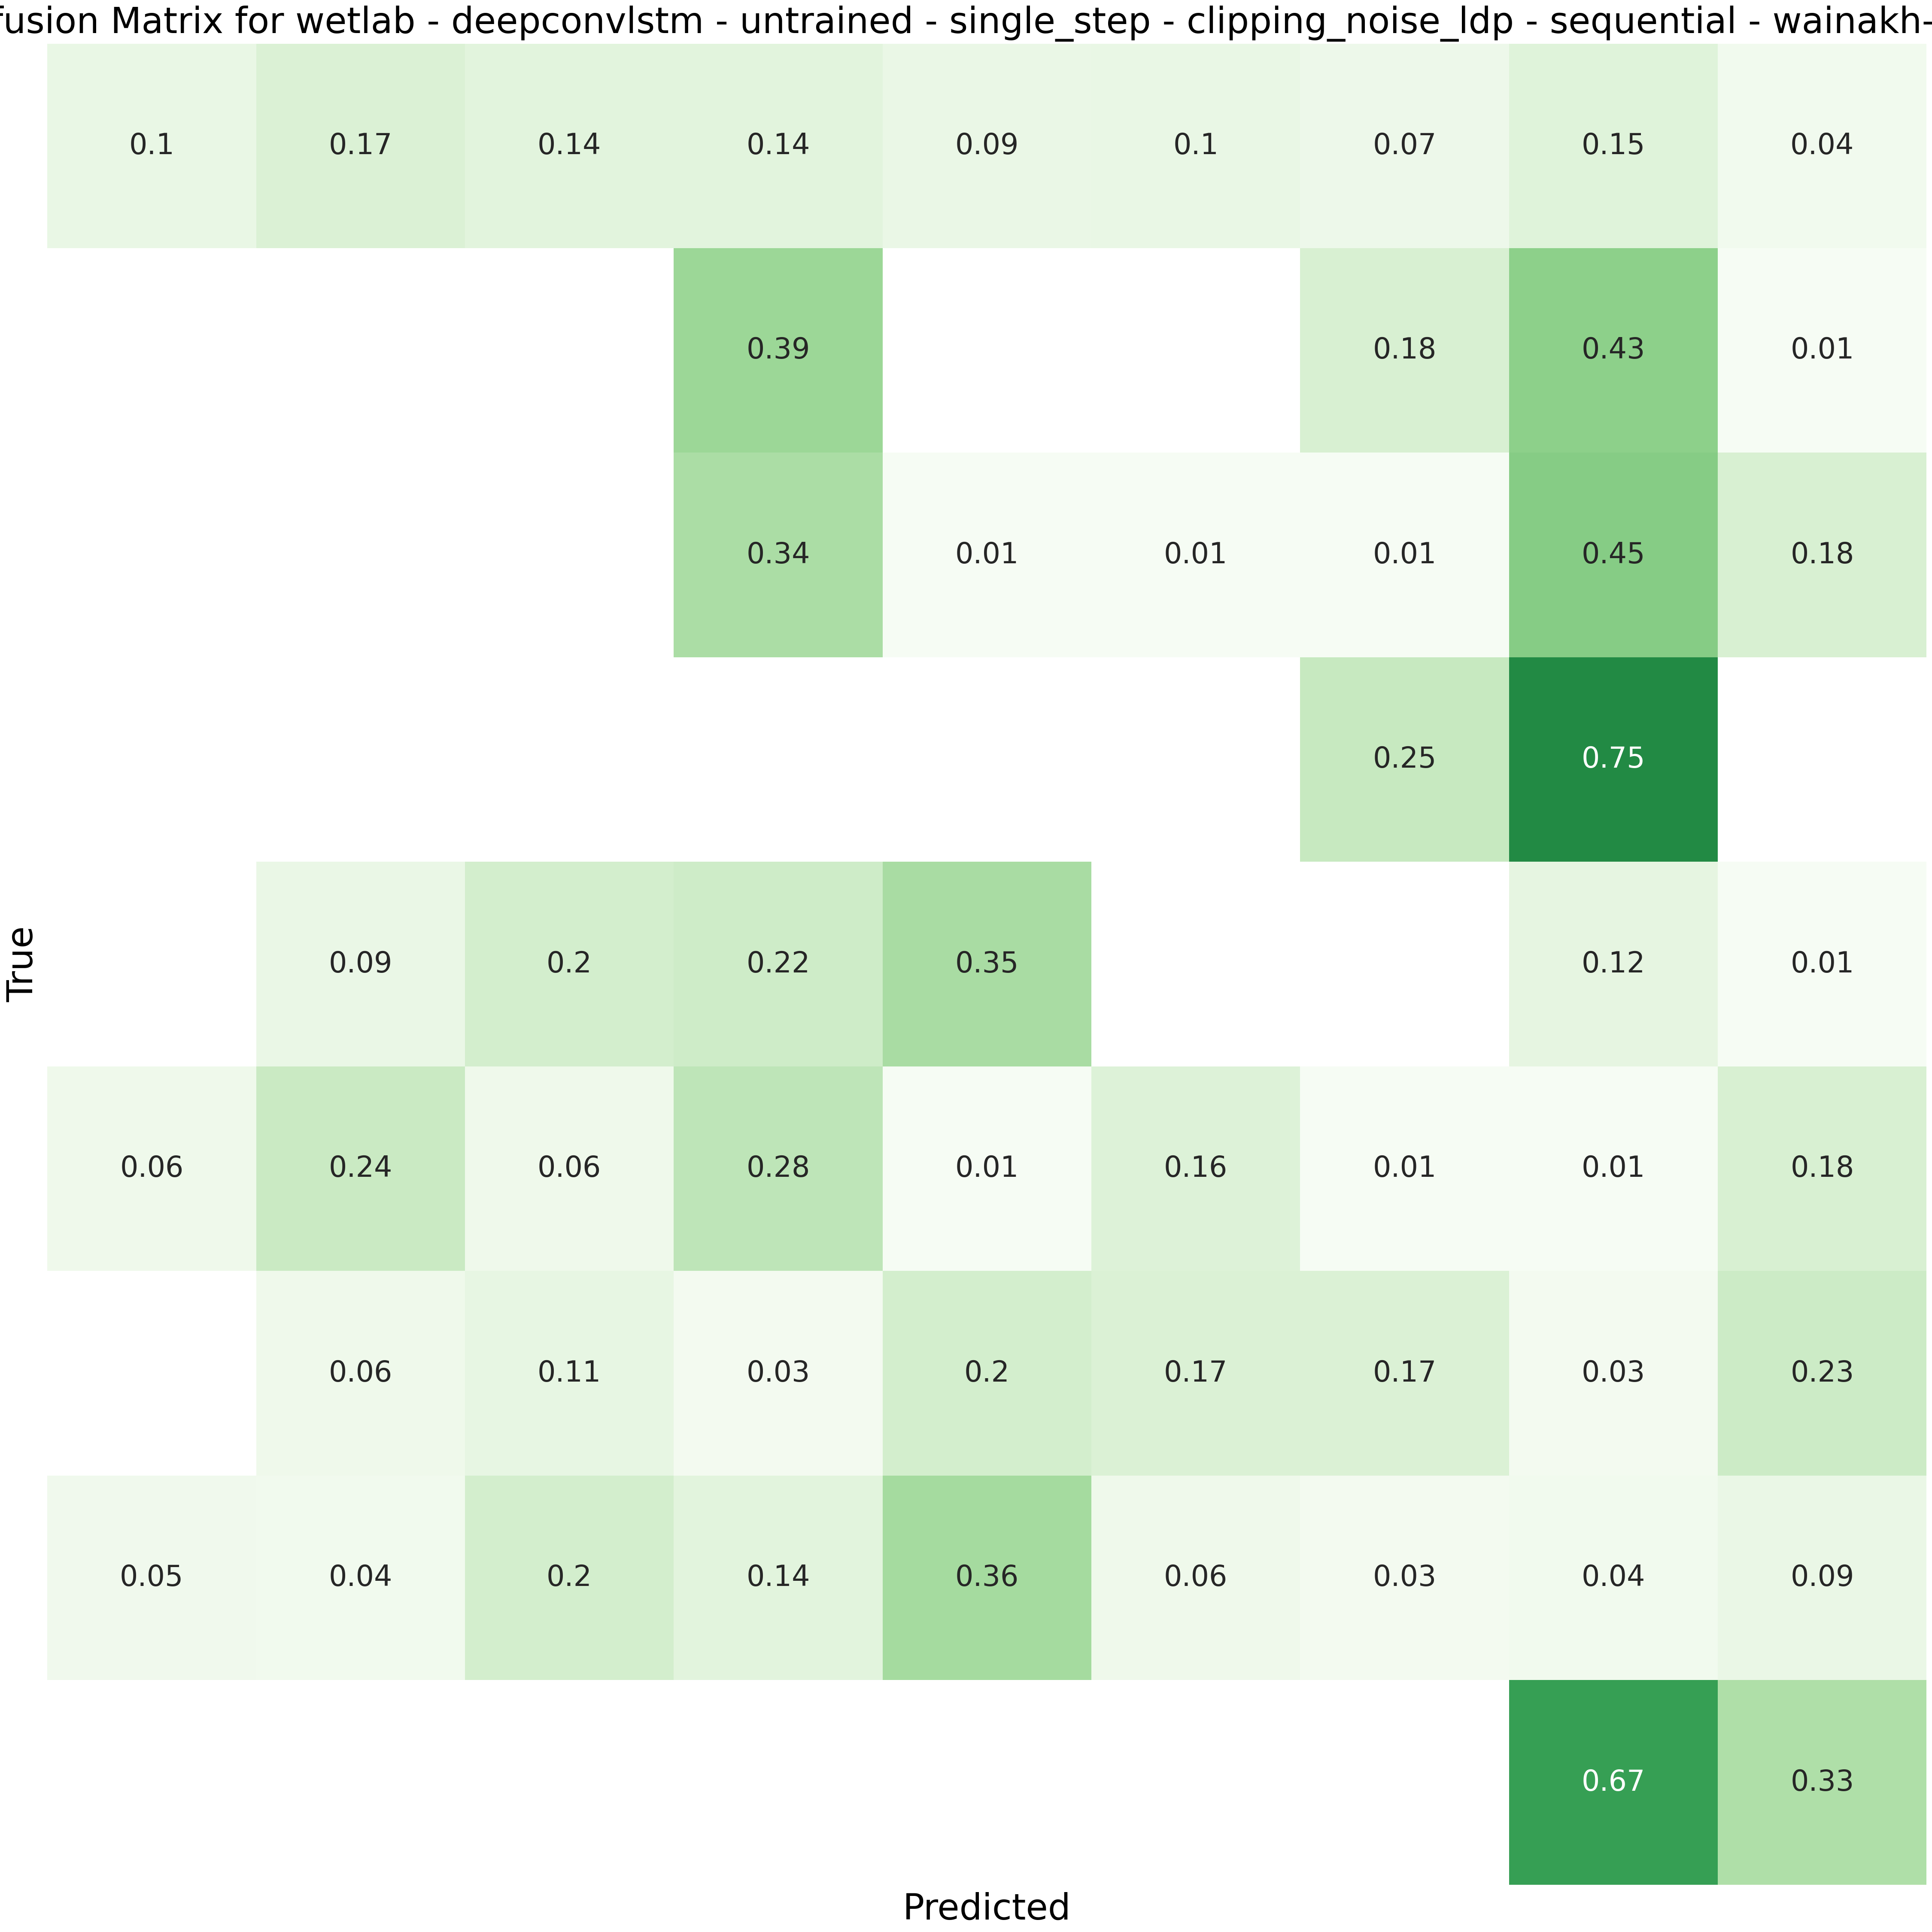 fusion Matrix for wetlab - deepconvlstm - untrained - single_step - clipping_noise_ldp - sequential - wainakh-
0.1 0.17 0.14 0.14 0.09 0.1 0.07 0.15 0.04
0.39 0.18 0.43 0.01
0.34 0.01 0.01 0.01 0.45 0.18
0.25 0.75
True
0.09 0.2 0.22 0.35 0.12 0.01
0.06 0.24 0.06 0.28 0.01 0.16 0.01 0.01 0.18
0.06 0.11 0.03 0.2 0.17 0.17 0.03 0.23
0.05 0.04 0.2 0.14 0.36 0.06 0.03 0.04 0.09
0.67 0.33
Predicted